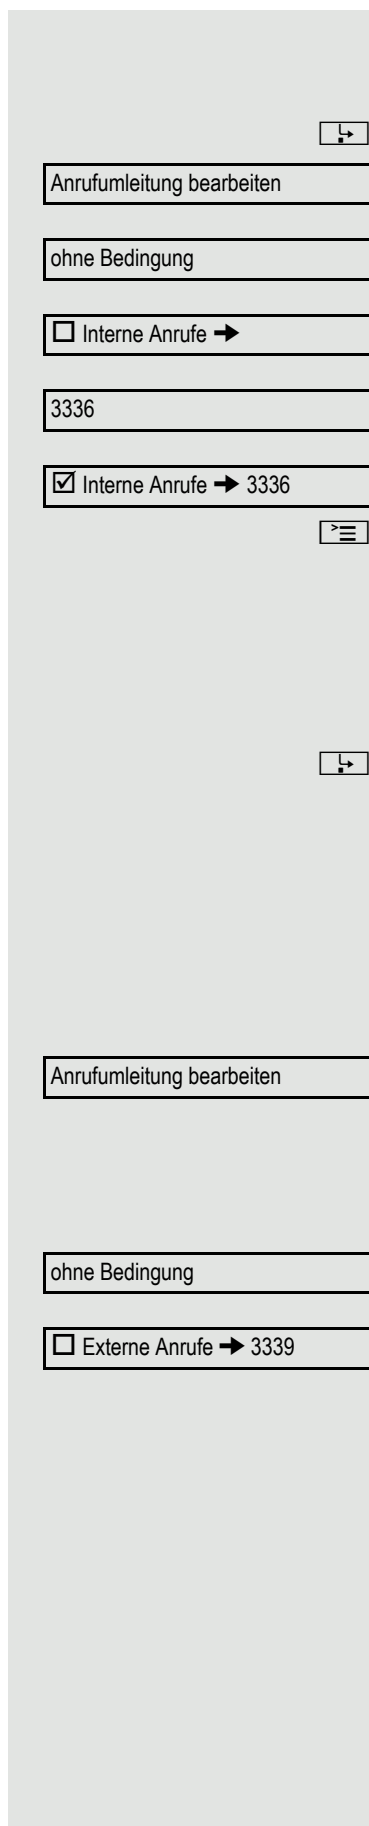 Anrufumleitung bearbeiten
ohne Bedingung
☐ Interne Anrufe →
3336
☑ Interne Anrufe → 3336
Anrufumleitung bearbeiten
ohne Bedingung
☐ Externe Anrufe → 3339